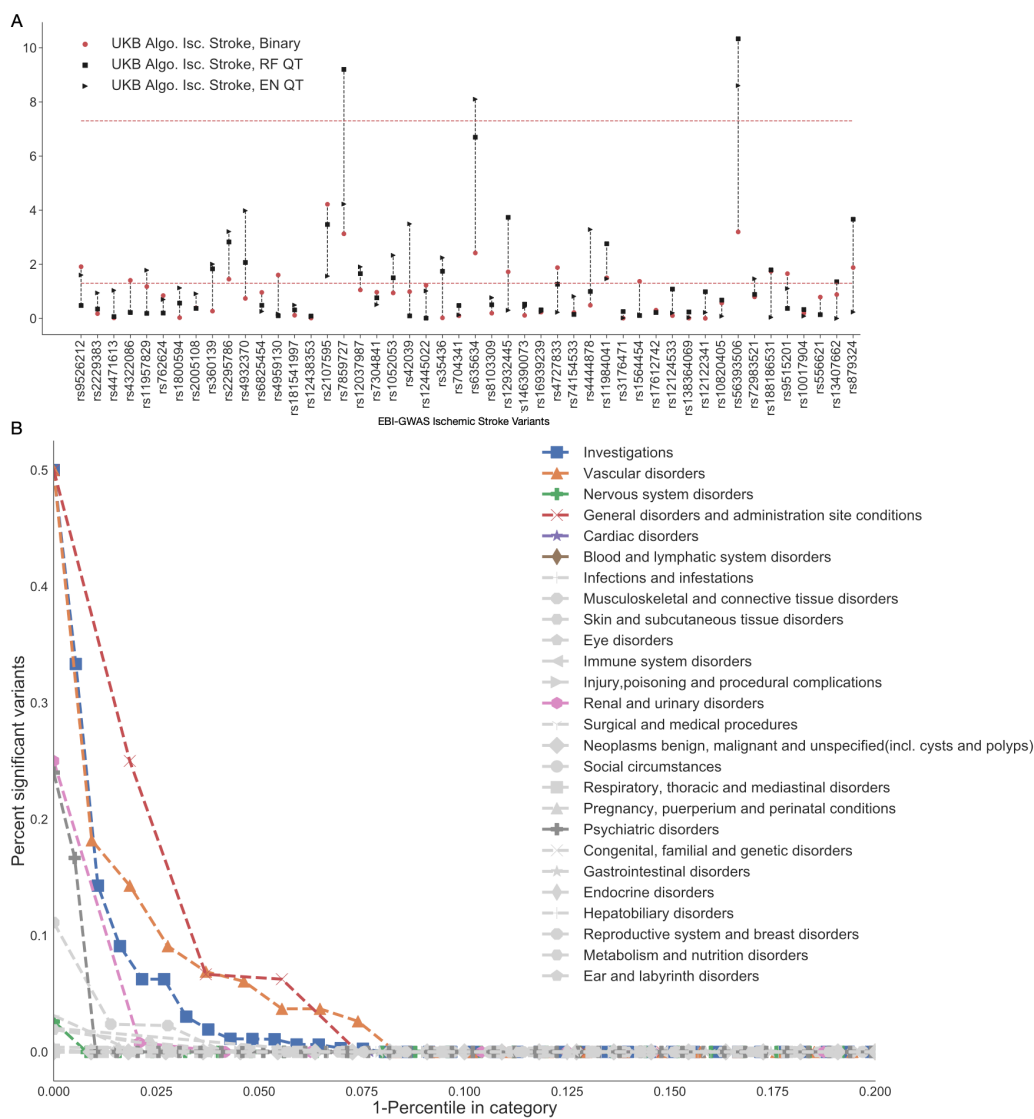 A
UKB Algo. Isc. Stroke, Binary
UKB Algo. Isc. Stroke, RF QT
UKB Algo. Isc. Stroke, EN QT
10
8
6
4
2
0
rs9526212
rs2229383
rs4471613
rs4322086
rs11957829
rs762624
rs1800594
rs2005108
rs360139
rs2295786
rs4932370
rs6825454
rs4959130
rs181541997
rs12438353
rs2107595
rs7859727
rs12037987
rs7304841
rs1052053
rs42039
rs12445022
rs35436
rs635634
rs704341
rs8103309
rs12932445
rs146390073
rs16939239
rs4727833
rs74154533
rs4444878
rs11984041
rs3176471
rs1564454
rs17612742
rs12124533
rs138364069
rs12122341
rs10820405
rs56393506
rs72983521
rs188186531
rs9515201
rs10017904
rs556621
rs13407662
rs879324
EBI-GWAS Ischemic Stroke Variants
B
Percent significant variants
0.5
0.4
0.3
0.2
0.1
0.0
Investigations
Vascular disorders
Nervous system disorders
General disorders and administration site conditions
Cardiac disorders
Blood and lymphatic system disorders
Infections and infestations
Musculoskeletal and connective tissue disorders
Skin and subcutaneous tissue disorders
Eye disorders
Immune system disorders
Injury,poisoning and procedural complications
Renal and urinary disorders
Surgical and medical procedures
Neoplasms benign, malignant and unspecified(incl. cysts and polyps)
Social circumstances
Respiratory, thoracic and mediastinal disorders
Pregnancy, puerperium and perinatal conditions
Psychiatric disorders
Congenital, familial and genetic disorders
Gastrointestinal disorders
Endocrine disorders
Hepatobiliary disorders
Reproductive system and breast disorders
Metabolism and nutrition disorders
Ear and labyrinth disorders
0.000 0.025 0.050 0.075 0.100 0.125 0.150 0.175 0.200
1-Percentile in category